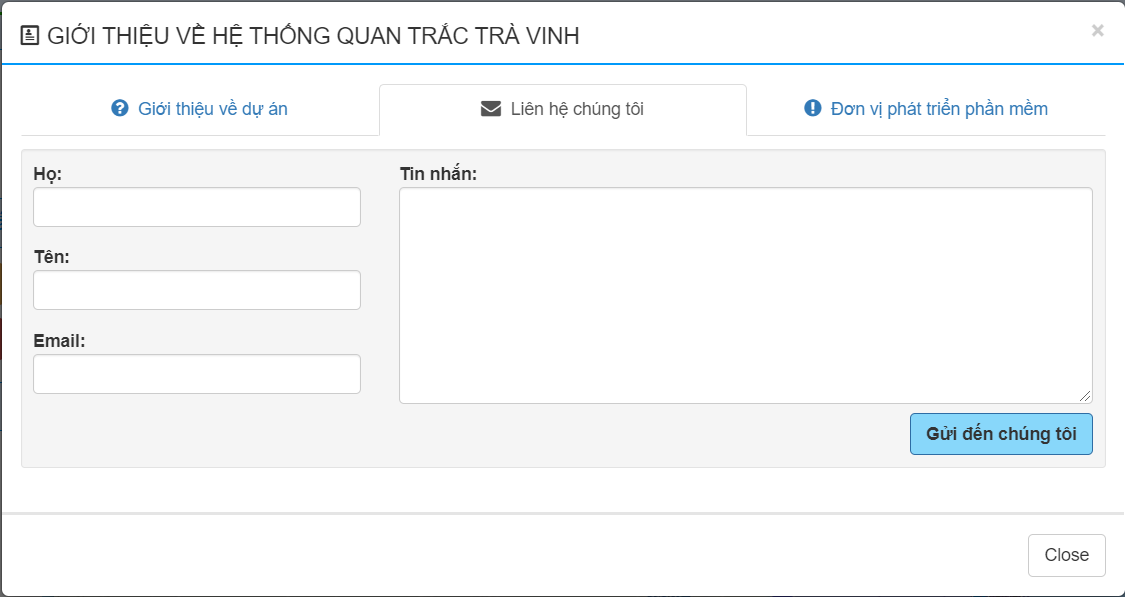 GIỚI THIỆU VỀ HỆ THỐNG QUAN TRẮC TRÀ VINH
×
Giới thiệu về dự án
Liên hệ chúng tôi
Đơn vị phát triển phần mềm
Họ:
Tin nhắn:
Tên:
Email:
Gửi đến chúng tôi
Close